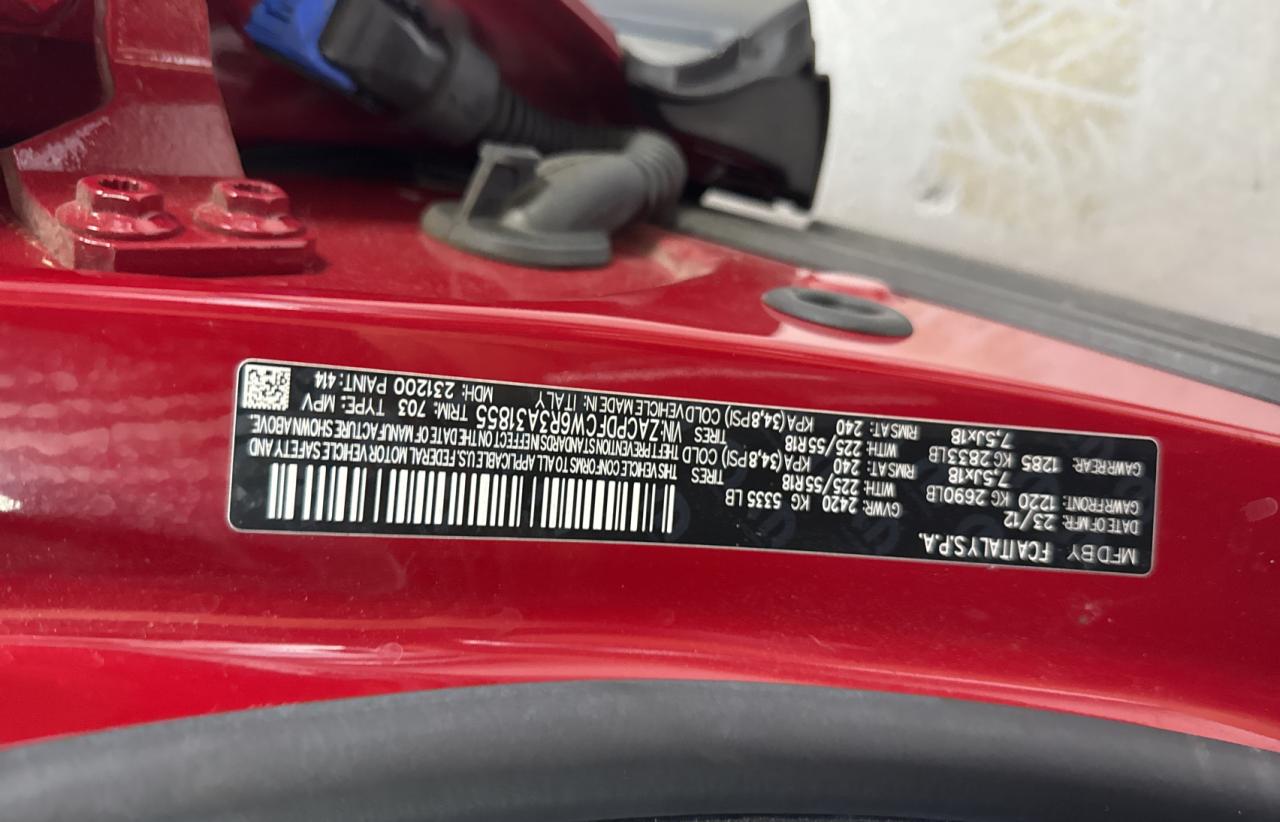 MFD BY FCA ITALY S.P.A.
DATE OF MFR: 23/12 GVWR: 2420 KG 5335 LB
GAWR FRONT: 1220 KG 2690LB WITH: 225/55R18 TIRES
7,5Jx18 RIMS AT: 240 KPA (34,8PSI) COLD
GAWR REAR: 1285 KG 2833LB WITH: 225/55R18 TIRES
7,5Jx18 RIMS AT: 240 KPA (34,8PSI) COLD
THIS VEHICLE CONFORMS TO ALL APPLICABLE U.S. FEDERAL MOTOR VEHICLE SAFETY AND
THEFT PREVENTION STANDARDS IN EFFECT ON THE DATE OF MANUFACTURE SHOWN ABOVE.
VIN: ZACPDFCW6R3A31855 TRIM: 703 TYPE: MPV
VEHICLE MADE IN: ITALY MDH: 231200 PAINT: 414